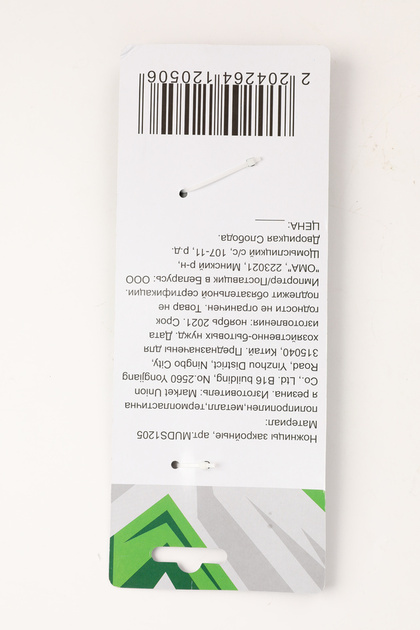 Ножницы закройные, арт.MUDS1205
Материал:
полипропилен,металл,термопластична
я резина. Изготовитель: Market Union
Co., Ltd. B16 building, No.2560 Yongjiang
Road, Yinzhou District, Ningbo City,
315040, Китай. Предназначены для
хозяйственно-бытовых нужд. Дата
изготовления: ноябрь 2021. Срок
годности не ограничен. Товар не
подлежит обязательной сертификации.
Импортер/Поставщик в Беларусь: ООО
"ОМА", 223021, Минский р-н,
Щомыслицкий с/с, 107-11, р.д.
Дворицкая Слобода.
ЦЕНА: ______
2 204264 120506